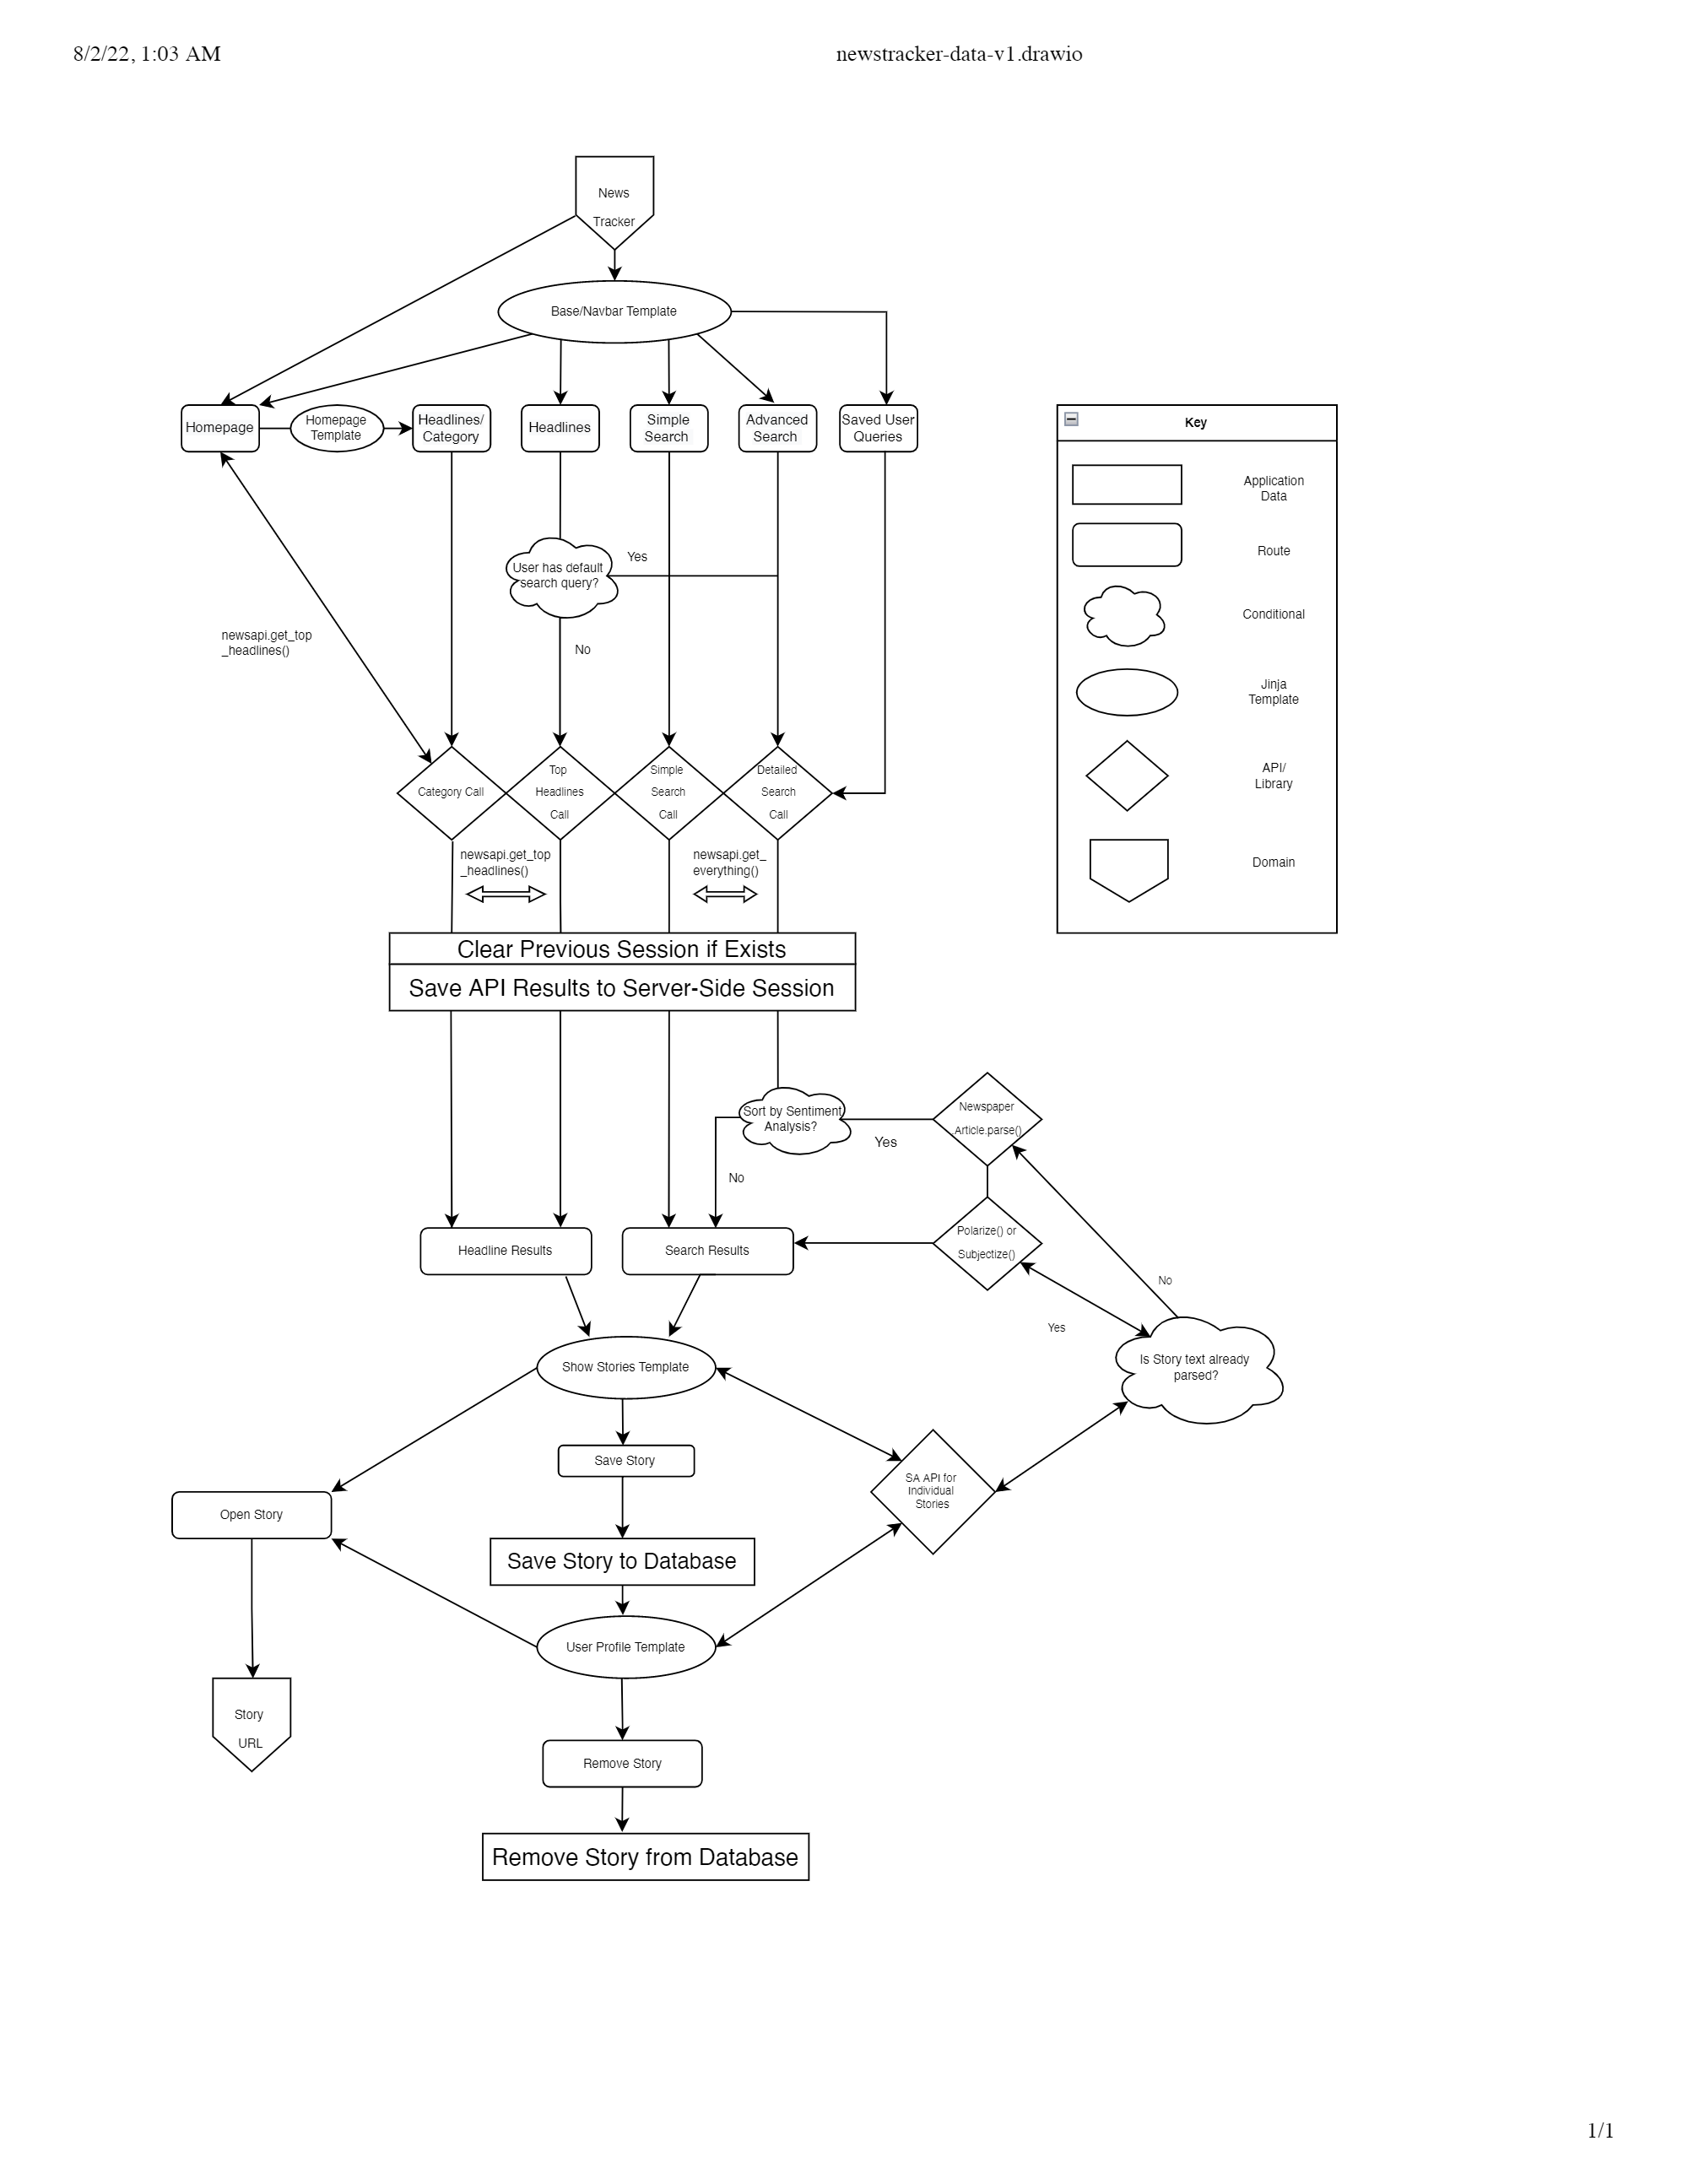 8/2/22, 1:03 AM
newstracker-data-v1.drawio
News
Tracker
Base/Navbar Template
Homepage
Homepage
Template
Headlines/
Category
Headlines
Simple
Search
Advanced
Search
Saved User
Queries
Key
Application
Data
Route
Conditional
Jinja
Template
API/
Library
Domain
User has default
search query?
Yes
No
newsapi.get_top
_headlines()
Category Call
Top
Headlines
Call
Simple
Search
Call
Detailed
Search
Call
newsapi.get_top
_headlines()
newsapi.get_
everything()
Clear Previous Session if Exists
Save API Results to Server-Side Session
Sort by Sentiment
Analysis?
Yes
No
Newspaper
.Article.parse()
Polarize() or
Subjectize()
Headline Results
Search Results
No
Yes
Is Story text already
parsed?
Show Stories Template
Save Story
SA API for
Individual
Stories
Open Story
Save Story to Database
User Profile Template
Story
URL
Remove Story
Remove Story from Database
1/1